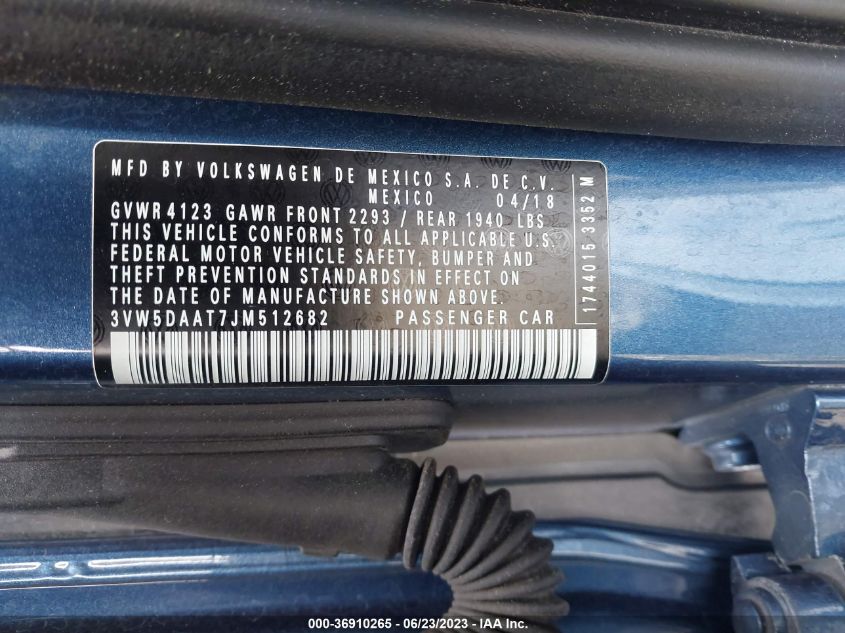 MFD BY VOLKSWAGEN DE MEXICO S.A. DE C.V.
MEXICO 04/18
GVWR 4123 GAWR FRONT 2293 / REAR 1940 LBS
THIS VEHICLE CONFORMS TO ALL APPLICABLE U.S.
FEDERAL MOTOR VEHICLE SAFETY, BUMPER AND
THEFT PREVENTION STANDARDS IN EFFECT ON
THE DATE OF MANUFACTURE SHOWN ABOVE.
3VW5DAAT7JM512682 PASSENGER CAR
1744015 3352 M
000-36910265 - 06/23/2023 - IAA Inc.